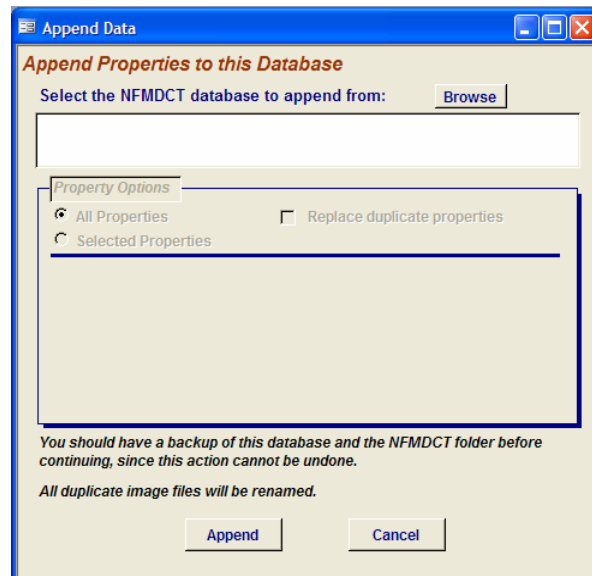 Append Data
Append Properties to this Database
Select the NFMDCT database to append from: Browse
Property Options
All Properties Replace duplicate properties
Selected Properties
You should have a backup of this database and the NFMDCT folder before
continuing, since this action cannot be undone.
All duplicate image files will be renamed.
Append Cancel